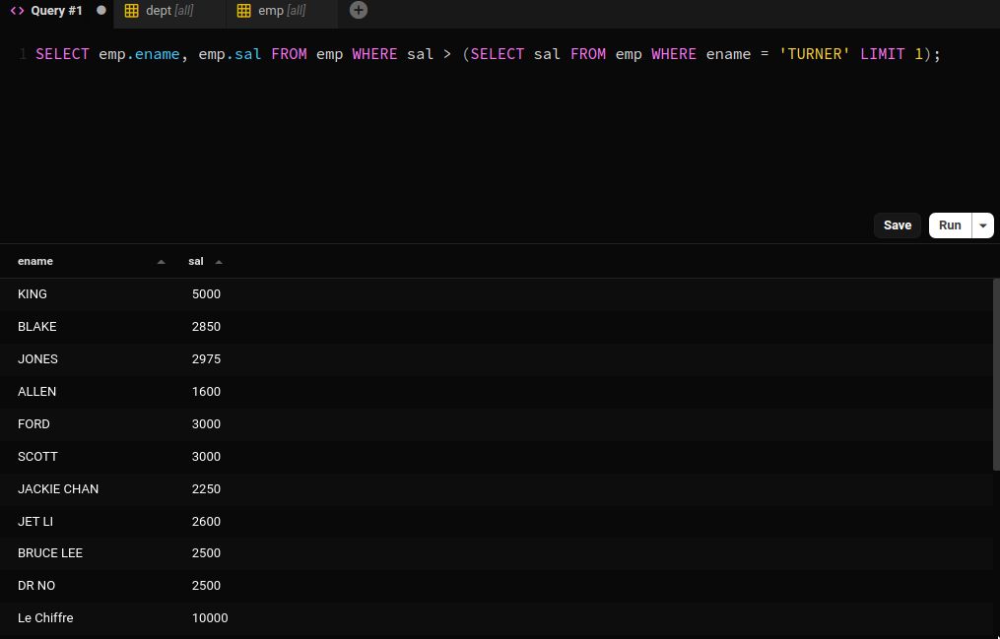 <> Query #1 dept [all] emp [all] +
1 SELECT emp.ename, emp.sal FROM emp WHERE sal > (SELECT sal FROM emp WHERE ename = 'TURNER' LIMIT 1);
Save Run
ename sal
KING 5000
BLAKE 2850
JONES 2975
ALLEN 1600
FORD 3000
SCOTT 3000
JACKIE CHAN 2250
JET LI 2600
BRUCE LEE 2500
DR NO 2500
Le Chiffre 10000